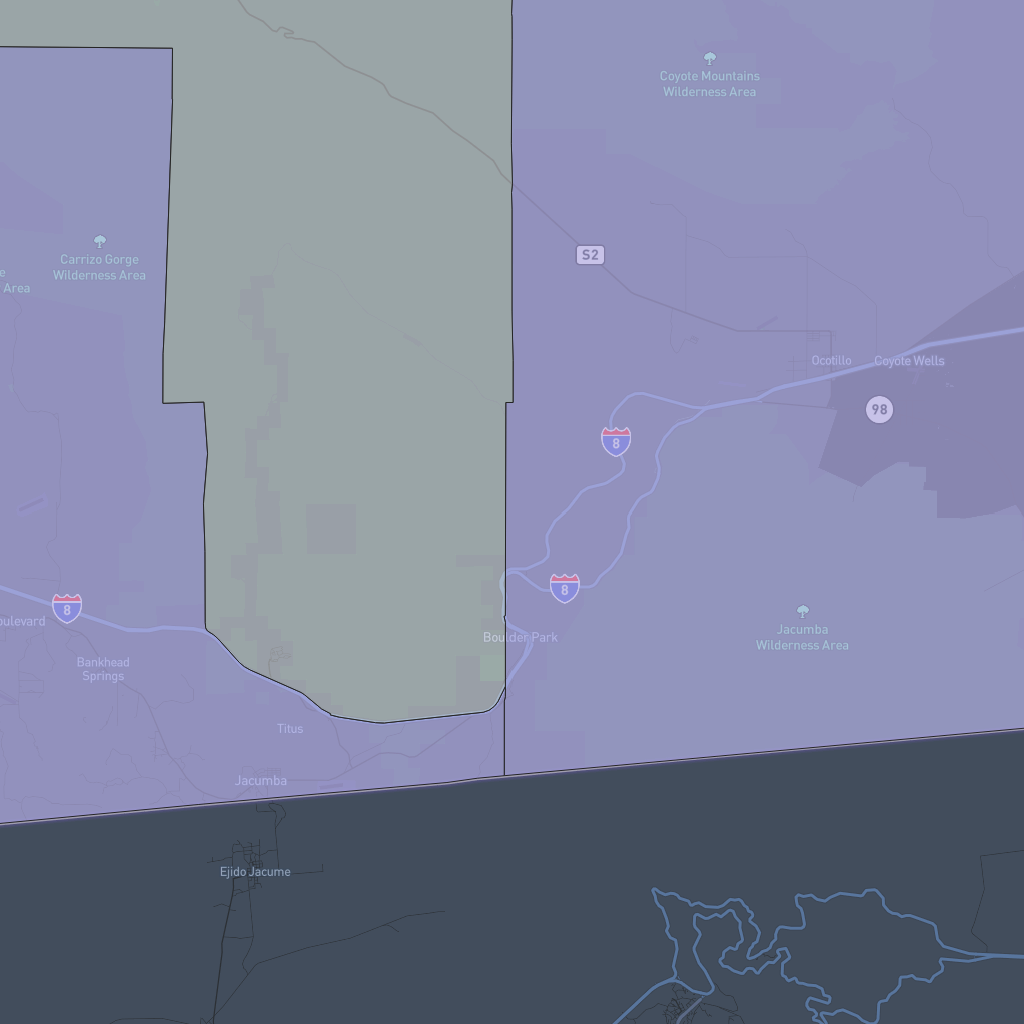 Coyote Mountains
Wilderness Area
Carrizo Gorge
Wilderness Area
S2
e
Area
Ocotillo
Coyote Wells
98
8
8
8
oulevard
Jacumba
Wilderness Area
Boulder Park
Bankhead
Springs
Titus
Jacumba
Ejido Jacume